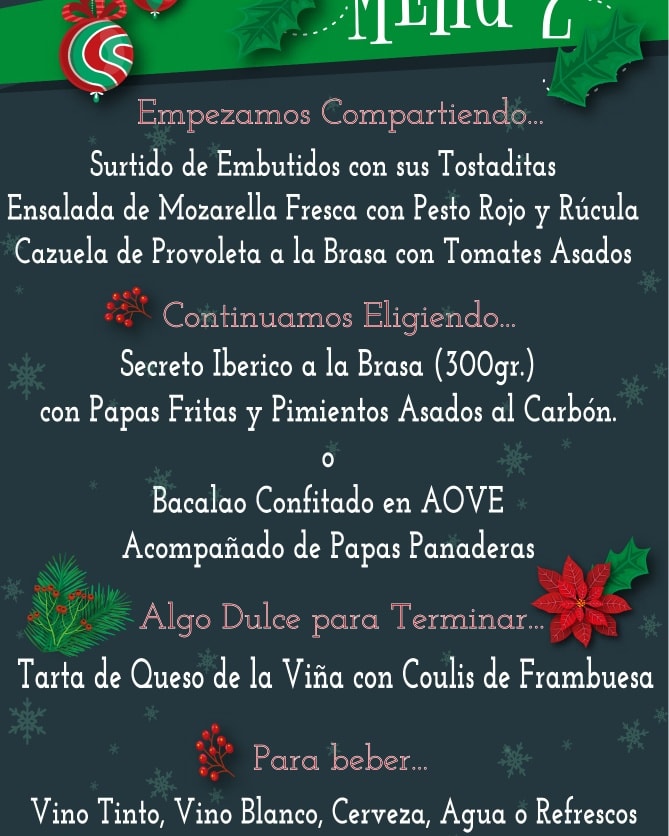 Menú 2
Empezamos Compartiendo...
Surtido de Embutidos con sus Tostaditas
Ensalada de Mozarella Fresca con Pesto Rojo y Rúcula
Cazuela de Provoleta a la Brasa con Tomates Asados
Continuamos Eligiendo...
Secreto Iberico a la Brasa (300gr.)
con Papas Fritas y Pimientos Asados al Carbón.
o
Bacalao Confitado en AOVE
Acompañado de Papas Panaderas
Algo Dulce para Terminar...
Tarta de Queso de la Viña con Coulis de Frambuesa
Para beber...
Vino Tinto, Vino Blanco, Cerveza, Agua o Refrescos